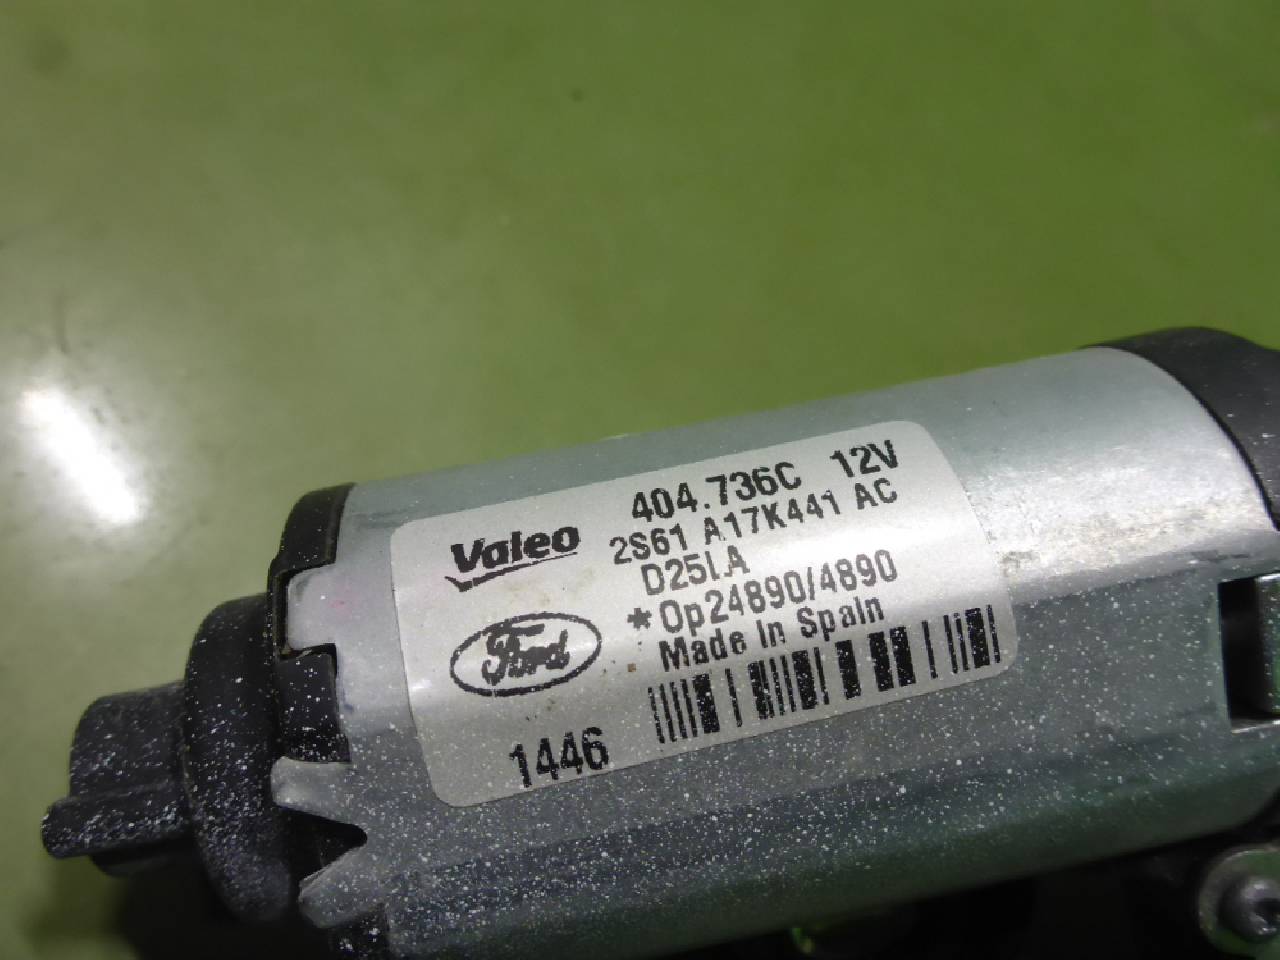 Valeo
404.736C 12V
2S61 A17K441 AC
D25LA
*Op24890/4890
Made In Spain
Ford
1446